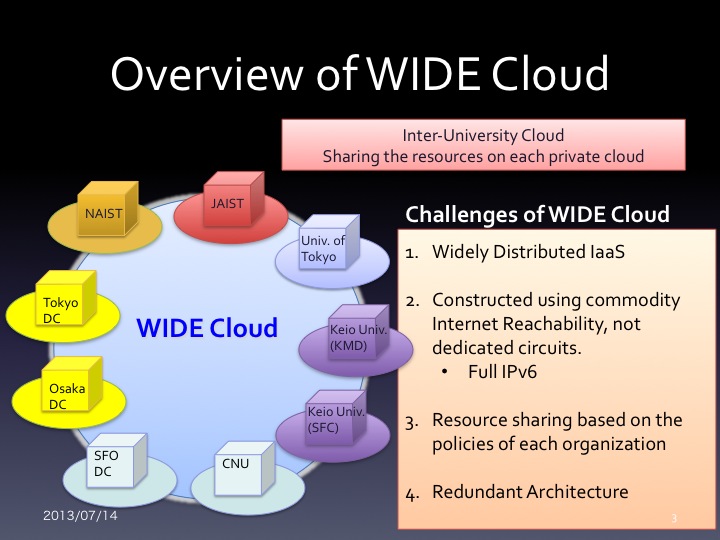 Overview of WIDE Cloud
Inter-University Cloud
Sharing the resources on each private cloud
NAIST
JAIST
Univ. of
Tokyo
Tokyo
DC
WIDE Cloud
Keio Univ.
(KMD)
Osaka
DC
Keio Univ.
(SFC)
SFO
DC
CNU
Challenges of WIDE Cloud
1. Widely Distributed IaaS
2. Constructed using commodity
Internet Reachability, not
dedicated circuits.
• Full IPv6
3. Resource sharing based on the
policies of each organization
4. Redundant Architecture
2013/07/14
3